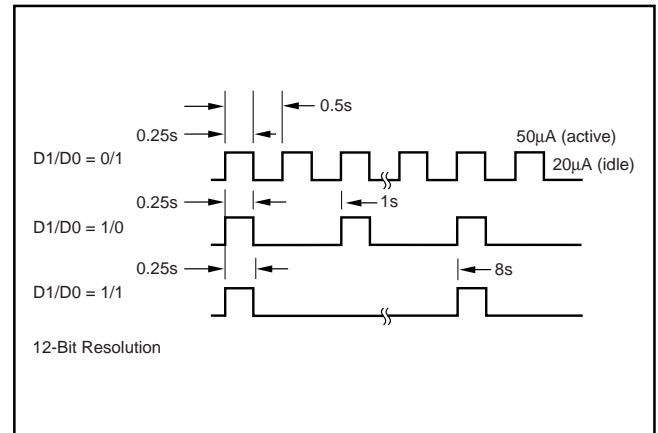 0.5s
0.25s
50μA (active)
D1/D0 = 0/1
20μA (idle)
0.25s
1s
D1/D0 = 1/0
0.25s
8s
D1/D0 = 1/1
12-Bit Resolution